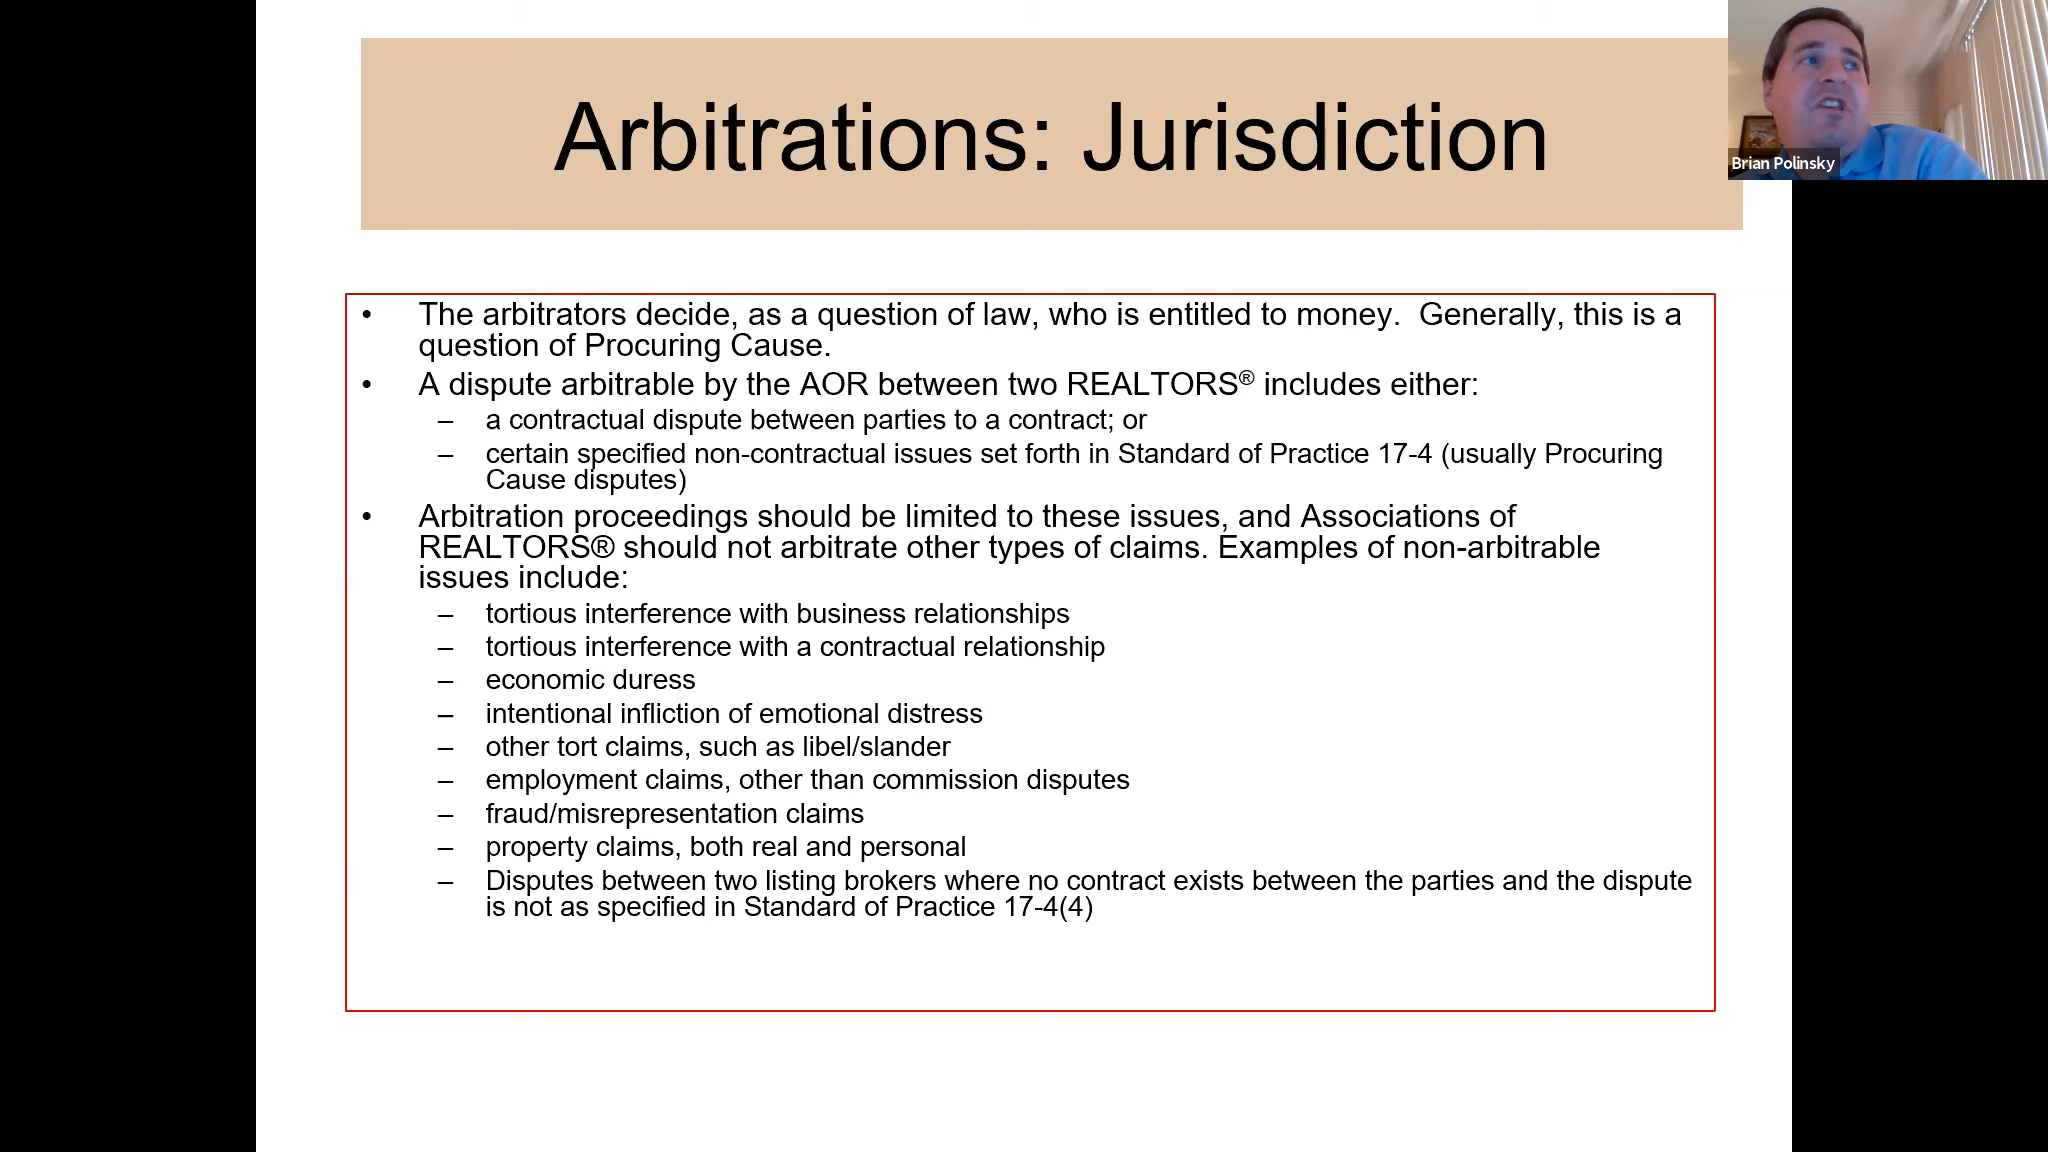 Arbitrations: Jurisdiction
Brian Polinsky
• The arbitrators decide, as a question of law, who is entitled to money.  Generally, this is a
question of Procuring Cause.
• A dispute arbitrable by the AOR between two REALTORS® includes either:
– a contractual dispute between parties to a contract; or
– certain specified non-contractual issues set forth in Standard of Practice 17-4 (usually Procuring
Cause disputes)
• Arbitration proceedings should be limited to these issues, and Associations of
REALTORS® should not arbitrate other types of claims. Examples of non-arbitrable
issues include:
– tortious interference with business relationships
– tortious interference with a contractual relationship
– economic duress
– intentional infliction of emotional distress
– other tort claims, such as libel/slander
– employment claims, other than commission disputes
– fraud/misrepresentation claims
– property claims, both real and personal
– Disputes between two listing brokers where no contract exists between the parties and the dispute
is not as specified in Standard of Practice 17-4(4)